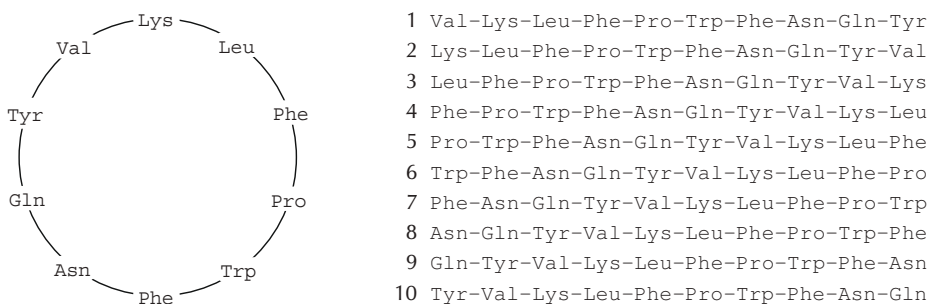 Lys
Val
Leu
Tyr
Phe
Gln
Pro
Asn
Trp
Phe
1 Val–Lys–Leu–Phe–Pro–Trp–Phe–Asn–Gln–Tyr
2 Lys–Leu–Phe–Pro–Trp–Phe–Asn–Gln–Tyr–Val
3 Leu–Phe–Pro–Trp–Phe–Asn–Gln–Tyr–Val–Lys
4 Phe–Pro–Trp–Phe–Asn–Gln–Tyr–Val–Lys–Leu
5 Pro–Trp–Phe–Asn–Gln–Tyr–Val–Lys–Leu–Phe
6 Trp–Phe–Asn–Gln–Tyr–Val–Lys–Leu–Phe–Pro
7 Phe–Asn–Gln–Tyr–Val–Lys–Leu–Phe–Pro–Trp
8 Asn–Gln–Tyr–Val–Lys–Leu–Phe–Pro–Trp–Phe
9 Gln–Tyr–Val–Lys–Leu–Phe–Pro–Trp–Phe–Asn
10 Tyr–Val–Lys–Leu–Phe–Pro–Trp–Phe–Asn–Gln